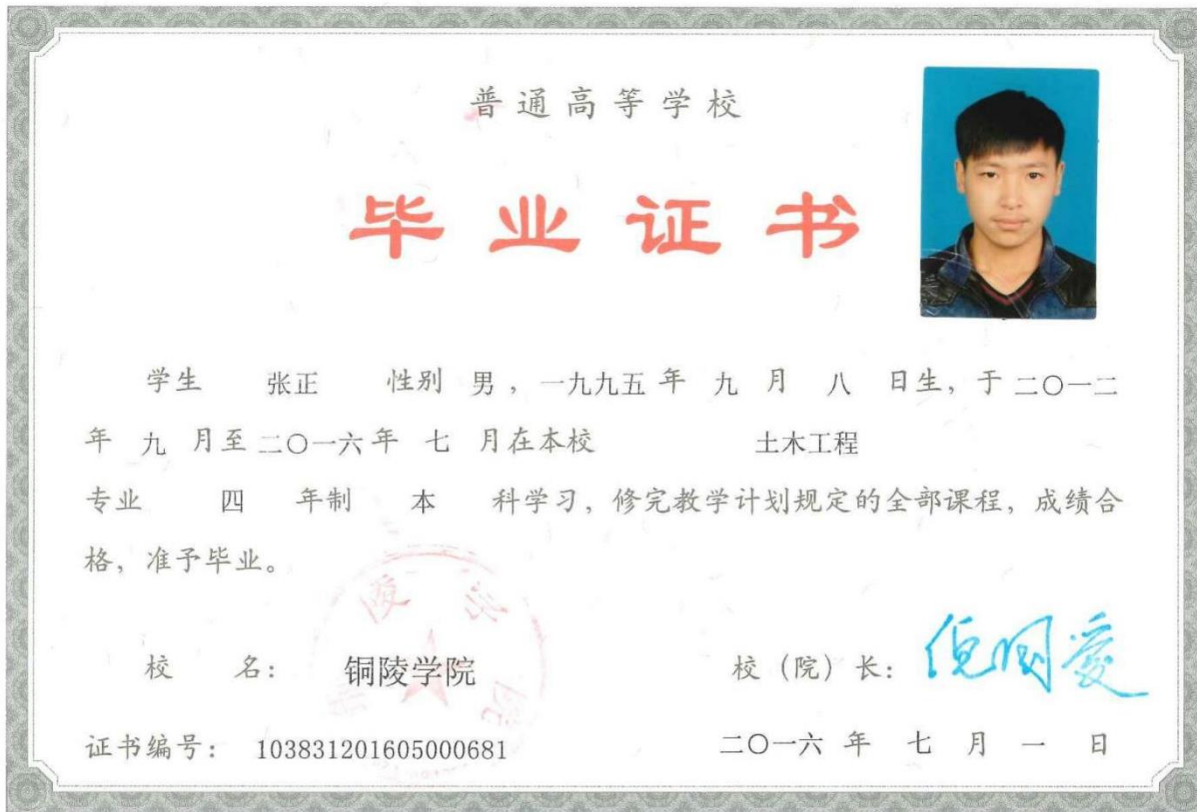 普通高等学校
毕业证书
学生 张正 性别 男，一九九五 年 九 月 八 日生，于 二〇一二
年 九 月至 二〇一六 年 七 月在本校 土木工程
专业 四 年制 本 科学习，修完教学计划规定的全部课程，成绩合
格，准予毕业。
校 名： 铜陵学院 校（院）长： 倪国爱
证书编号： 103831201605000681 二〇一六 年 七 月 一 日